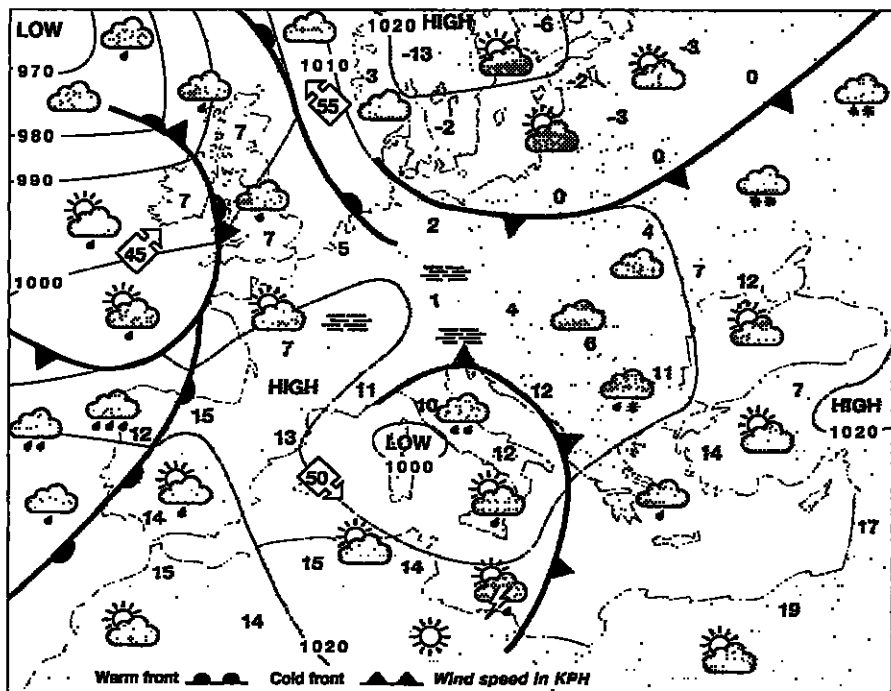 LOW 1020 HIGH -6
-13 -3
970 1010 -3 -2 0
55
980 7 -2 -3
990 7 0
0
7 5 2 4
45 7
1000 1 4 12
7 6
HIGH 11 12 11 7
15 10 HIGH
12 13 LOW 12 14 1020
1000
50
14 17
15 15 14
14 19
1020
Warm front Cold front Wind speed in KPH